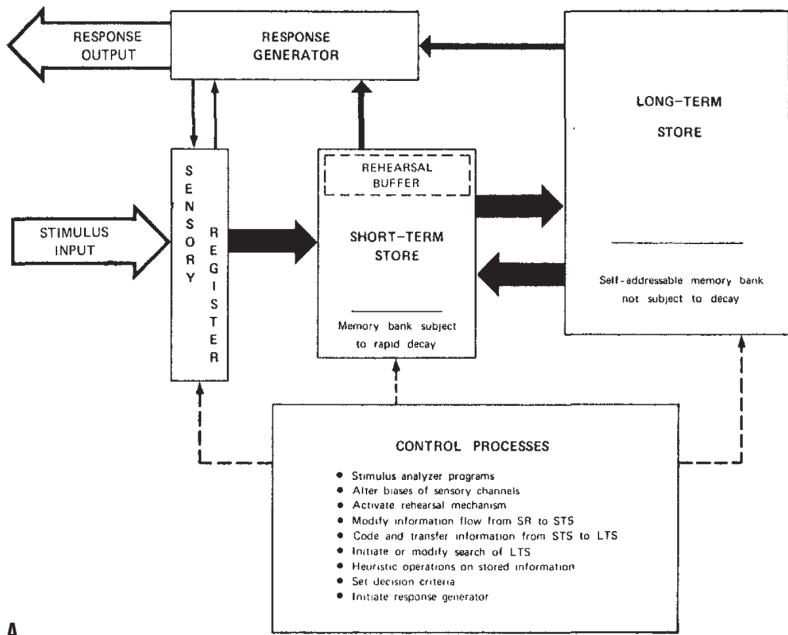 RESPONSE
OUTPUT
RESPONSE
GENERATOR
LONG-TERM
STORE
Self-addressable memory bank
not subject to decay
STIMULUS
INPUT
SENSORY
REGISTER
REHEARSAL
BUFFER
SHORT-TERM
STORE
Memory bank subject
to rapid decay
CONTROL PROCESSES
● Stimulus analyzer programs
● Alter biases of sensory channels
● Activate rehearsal mechanism
● Modify information flow from SR to STS
● Code and transfer information from STS to LTS
● Initiate or modify search of LTS
● Heuristic operations on stored information
● Set decision criteria
● Initiate response generator
A